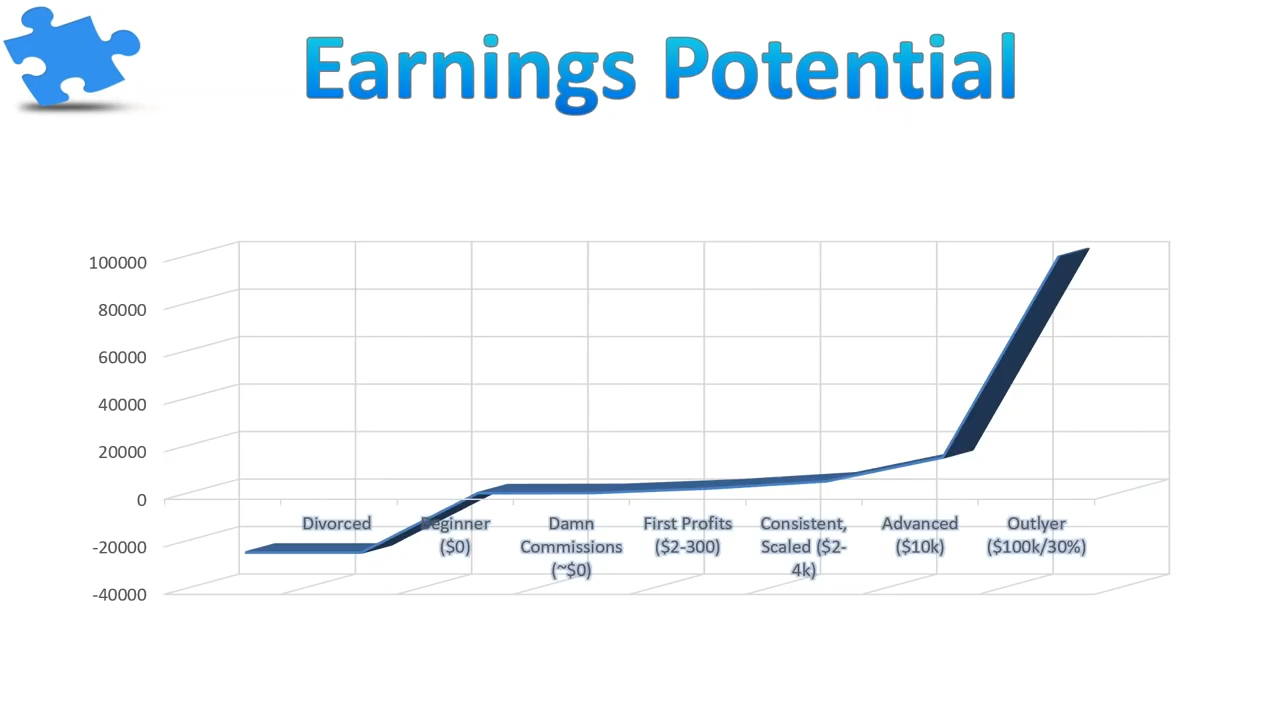 Earnings Potential
100000
80000
60000
40000
20000
0
-20000
-40000
Divorced
Beginner
($0)
Damn
Commissions
(~$0)
First Profits
($2-300)
Consistent,
Scaled ($2-
4k)
Advanced
($10k)
Outlyer
($100k/30%)